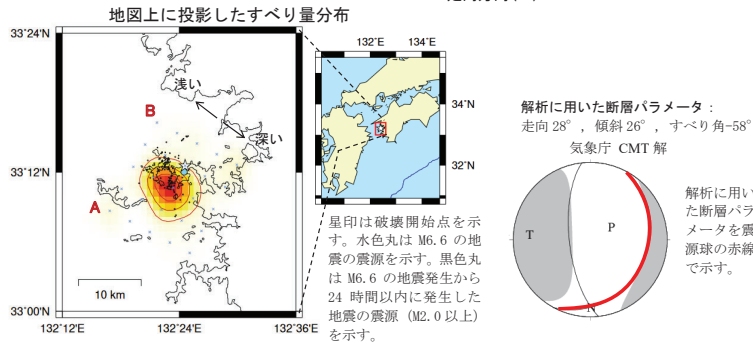 地図上に投影したすべり量分布
33°24'N
33°12'N
33°00'N
132°12'E
132°24'E
132°36'E
浅い
深い
B
A
10 km
132°E
134°E
34°N
32°N
星印は破壊開始点を示
す。水色丸は M6.6 の地
震の震源を示す。黒色丸
は M6.6 の地震発生から
24 時間以内に発生した
地震の震源（M2.0 以上）
を示す。
解析に用いた断層パラメータ：
走向 28°，傾斜 26°，すべり角-58°
気象庁 CMT 解
T
P
N
解析に用い
た断層パラ
メータを震
源球の赤線
で示す。